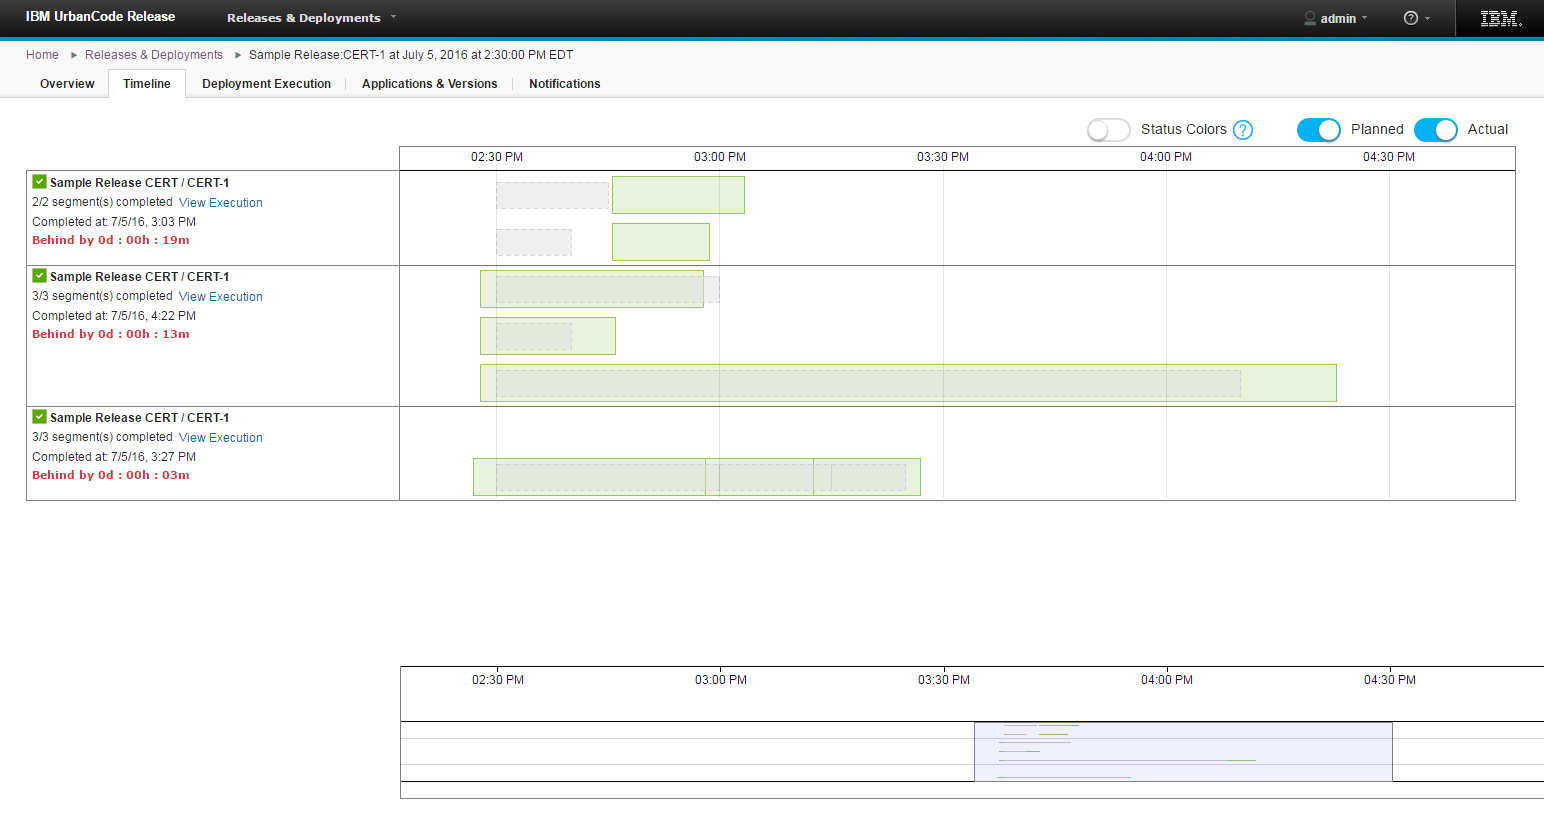 IBM UrbanCode Release
Releases & Deployments
admin
?
IBM.
Home
Releases & Deployments
Sample Release:CERT-1 at July 5, 2016 at 2:30:00 PM EDT
Overview
Timeline
Deployment Execution
Applications & Versions
Notifications
Status Colors ?
Planned
Actual
02:30 PM
03:00 PM
03:30 PM
04:00 PM
04:30 PM
Sample Release CERT / CERT-1
2/2 segment(s) completed View Execution
Completed at: 7/5/16, 3:03 PM
Behind by 0d : 00h : 19m
Sample Release CERT / CERT-1
3/3 segment(s) completed View Execution
Completed at: 7/5/16, 4:22 PM
Behind by 0d : 00h : 13m
Sample Release CERT / CERT-1
3/3 segment(s) completed View Execution
Completed at: 7/5/16, 3:27 PM
Behind by 0d : 00h : 03m
02:30 PM
03:00 PM
03:30 PM
04:00 PM
04:30 PM